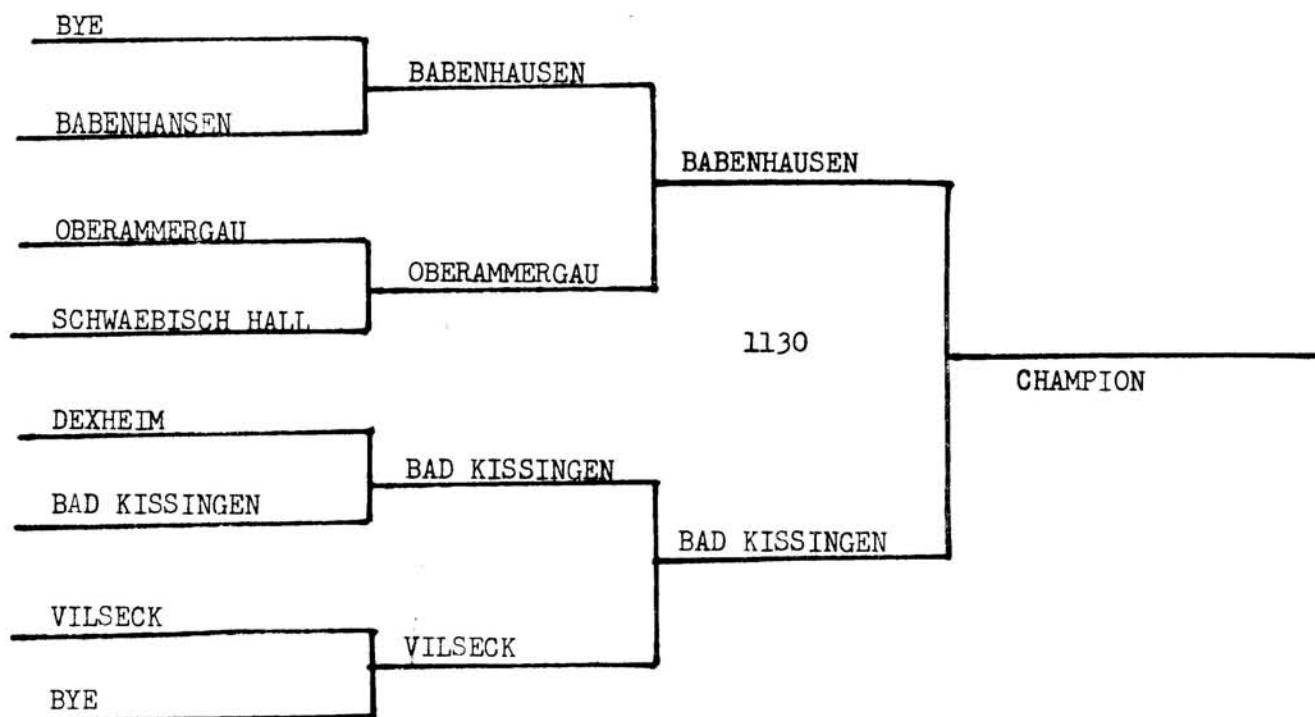 BYE
BABENHAUSEN
BABENHANSEN
BABENHAUSEN
OBERAMMERGAU
OBERAMMERGAU
SCHWAEBISCH HALL
1130
CHAMPION
DEXHEIM
BAD KISSINGEN
BAD KISSINGEN
BAD KISSINGEN
VILSECK
VILSECK
BYE